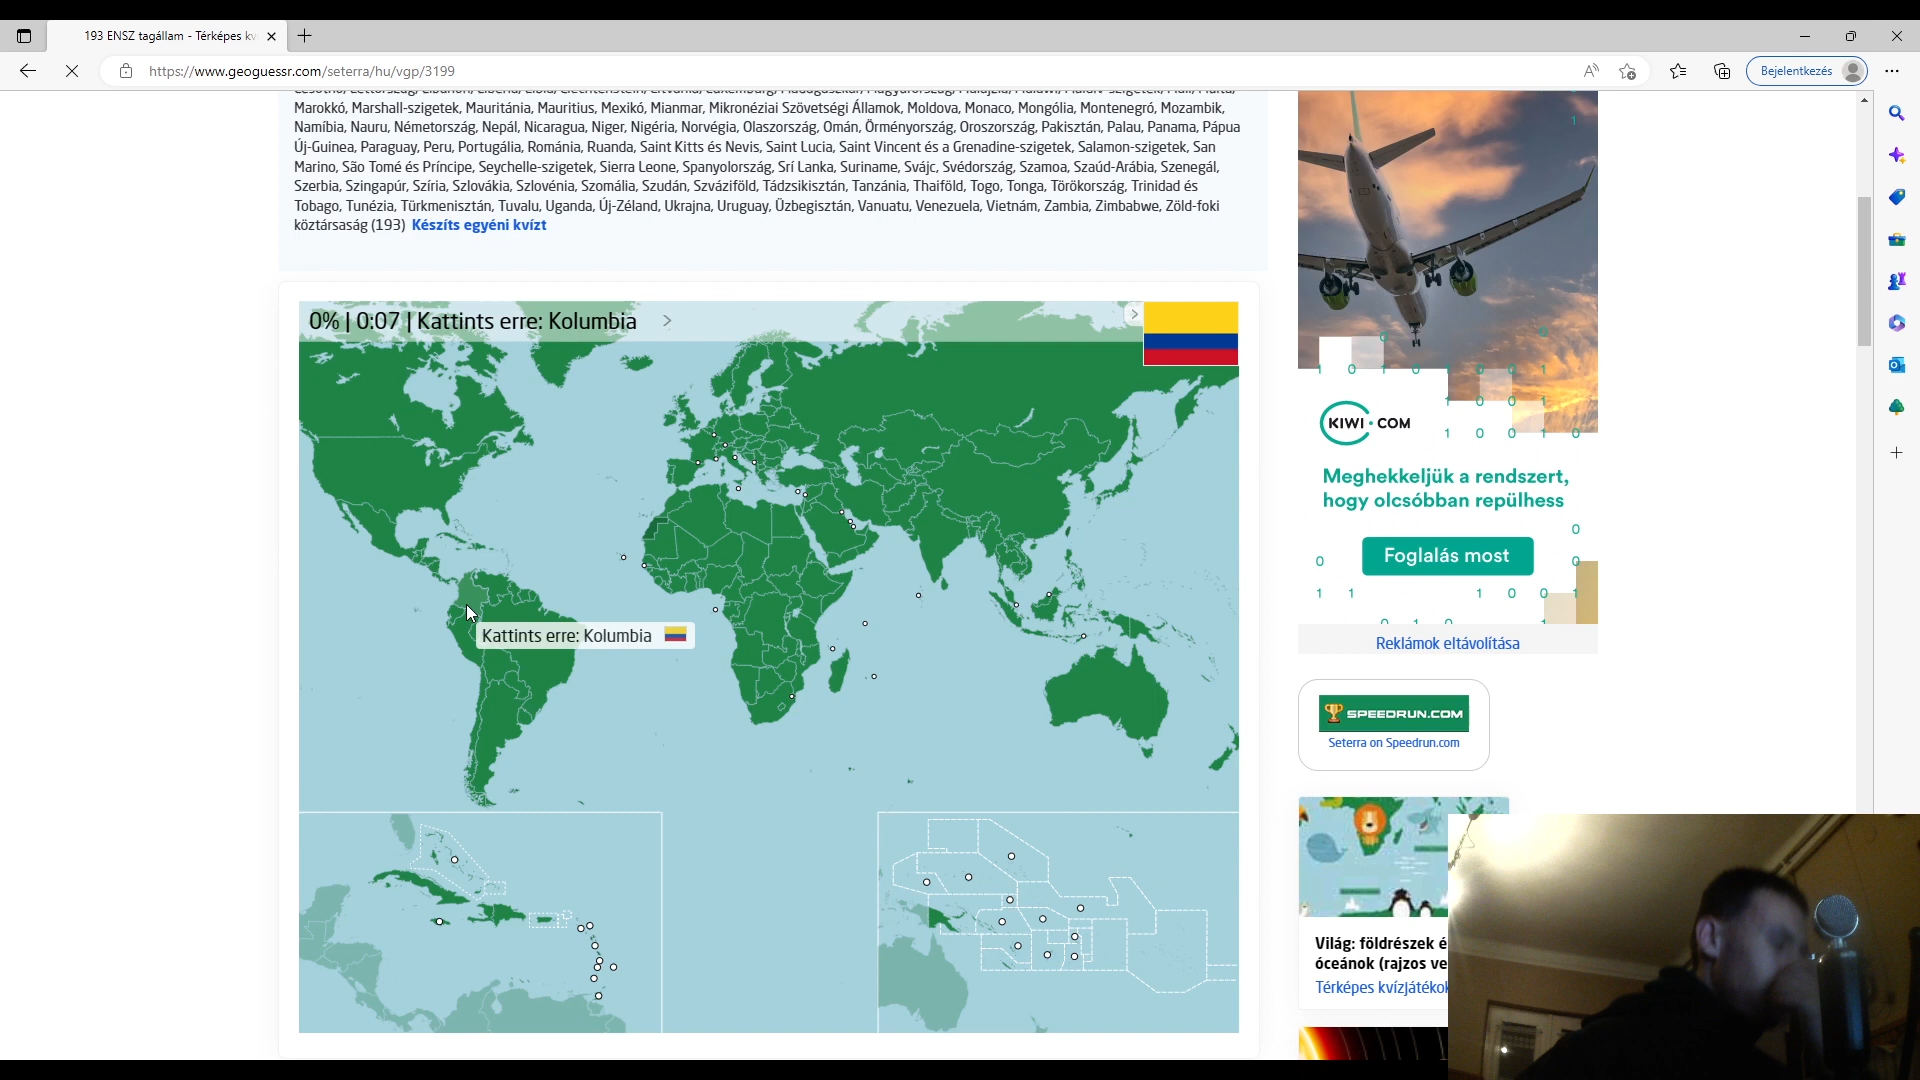 193 ENSZ tagállam - Térképes kv
https://www.geoguessr.com/seterra/hu/vgp/3199
Bejelentkezés
Marokkó, Marshall-szigetek, Mauritánia, Mauritius, Mexikó, Mianmar, Mikronéziai Szövetségi Államok, Moldova, Monaco, Mongólia, Montenegró, Mozambik,
Namíbia, Nauru, Németország, Nepál, Nicaragua, Niger, Nigéria, Norvégia, Olaszország, Omán, Örményország, Oroszország, Pakisztán, Palau, Panama, Pápua
Új-Guinea, Paraguay, Peru, Portugália, Románia, Ruanda, Saint Kitts és Nevis, Saint Lucia, Saint Vincent és a Grenadine-szigetek, Salamon-szigetek, San
Marino, São Tomé és Príncipe, Seychelle-szigetek, Sierra Leone, Spanyolország, Srí Lanka, Suriname, Svájc, Svédország, Szamoa, Szaúd-Arábia, Szenegál,
Szerbia, Szingapúr, Szíria, Szlovákia, Szlovénia, Szomália, Szudán, Szváziföld, Tádzsikisztán, Tanzánia, Thaiföld, Togo, Tonga, Törökország, Trinidad és
Tobago, Tunézia, Türkmenisztán, Tuvalu, Uganda, Új-Zéland, Ukrajna, Uruguay, Üzbegisztán, Vanuatu, Venezuela, Vietnám, Zambia, Zimbabwe, Zöld-foki
köztársaság (193) Készíts egyéni kvízt
0% | 0:07 | Kattints erre: Kolumbia
Kattints erre: Kolumbia
KIWI.COM
Meghekkeljük a rendszert,
hogy olcsóbban repülhess
Foglalás most
Reklámok eltávolítása
SPEEDRUN.COM
Seterra on Speedrun.com
Világ: földrészek é
óceánok (rajzos ve
Térképes kvízjátékok